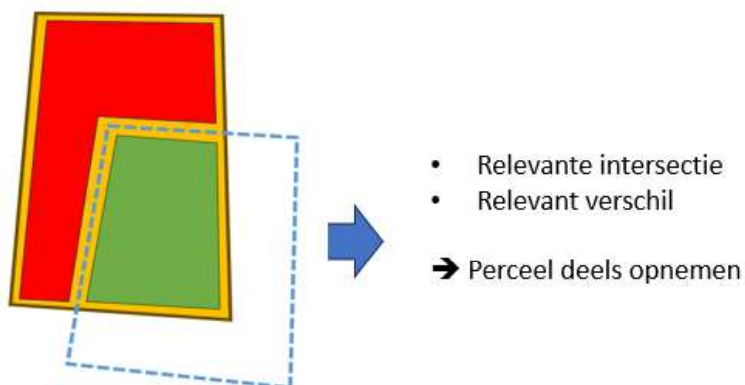 • Relevante intersectie
• Relevant verschil
➔ Perceel deels opnemen